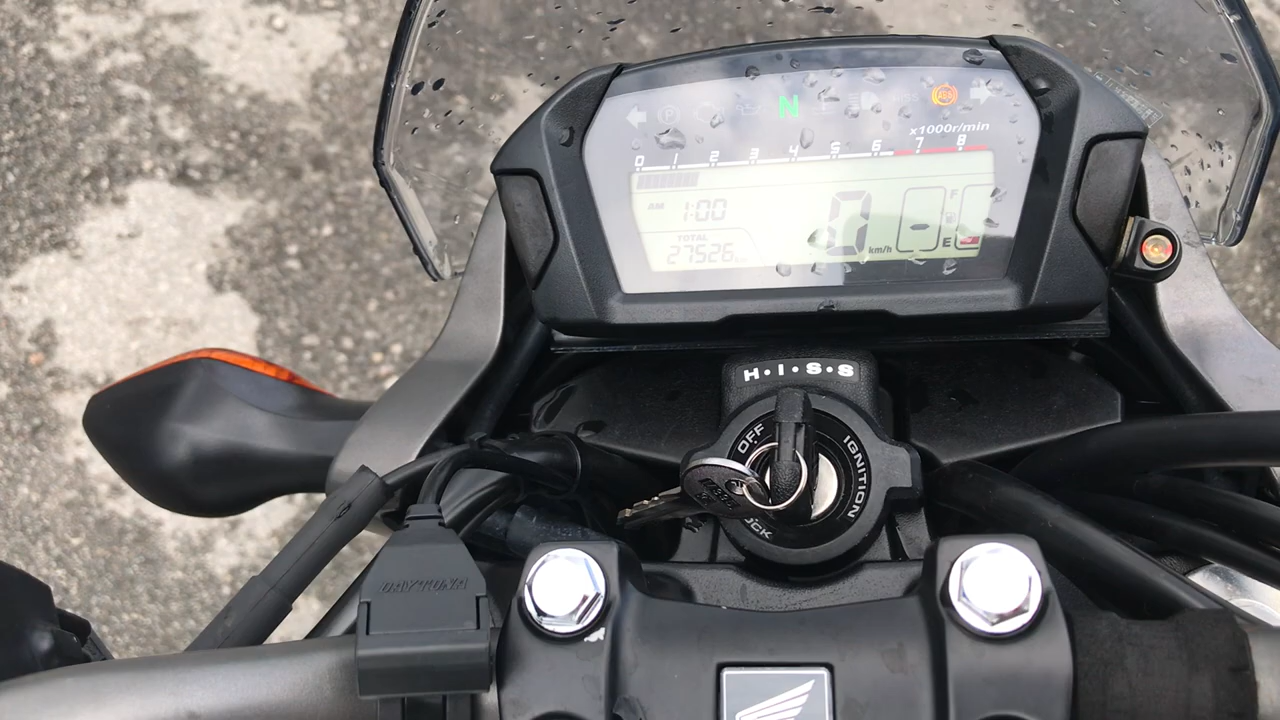 N
ABS
x1000r/min
0 1 2 3 4 5 6 7 8
AM 1:00
0 km/h
-
F
E
TOTAL
27526
H·I·S·S
OFF
IGNITION
DAYTONA